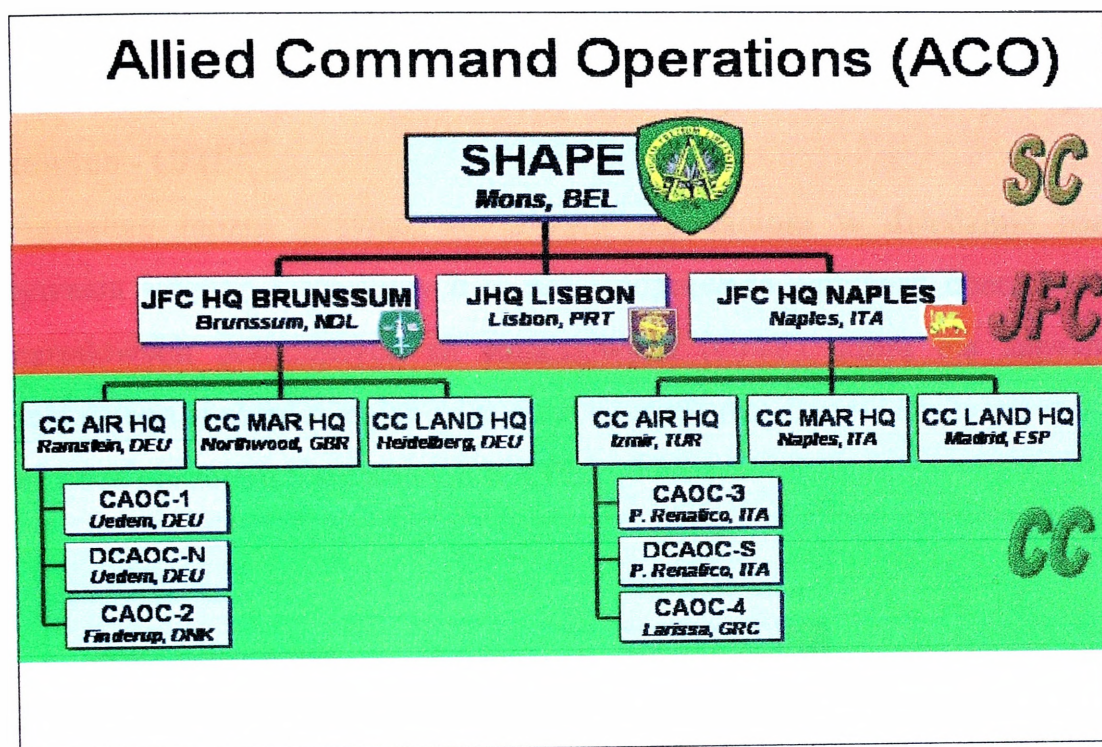 Allied Command Operations (ACO)
SHAPE
Mons, BEL
SC
JFC HQ BRUNSSUM
Brunssum, NDL
JHQ LISBON
Lisbon, PRT
JFC HQ NAPLES
Naples, ITA
JFC
CC AIR HQ
Ramstein, DEU
CC MAR HQ
Northwood, GBR
CC LAND HQ
Heidelberg, DEU
CC AIR HQ
Izmir, TUR
CC MAR HQ
Naples, ITA
CC LAND HQ
Madrid, ESP
CAOC-1
Uedem, DEU
DCAOC-N
Uedem, DEU
CAOC-2
Finderup, DNK
CAOC-3
P. Renatico, ITA
DCAOC-S
P. Renatico, ITA
CAOC-4
Larissa, GRC
CC